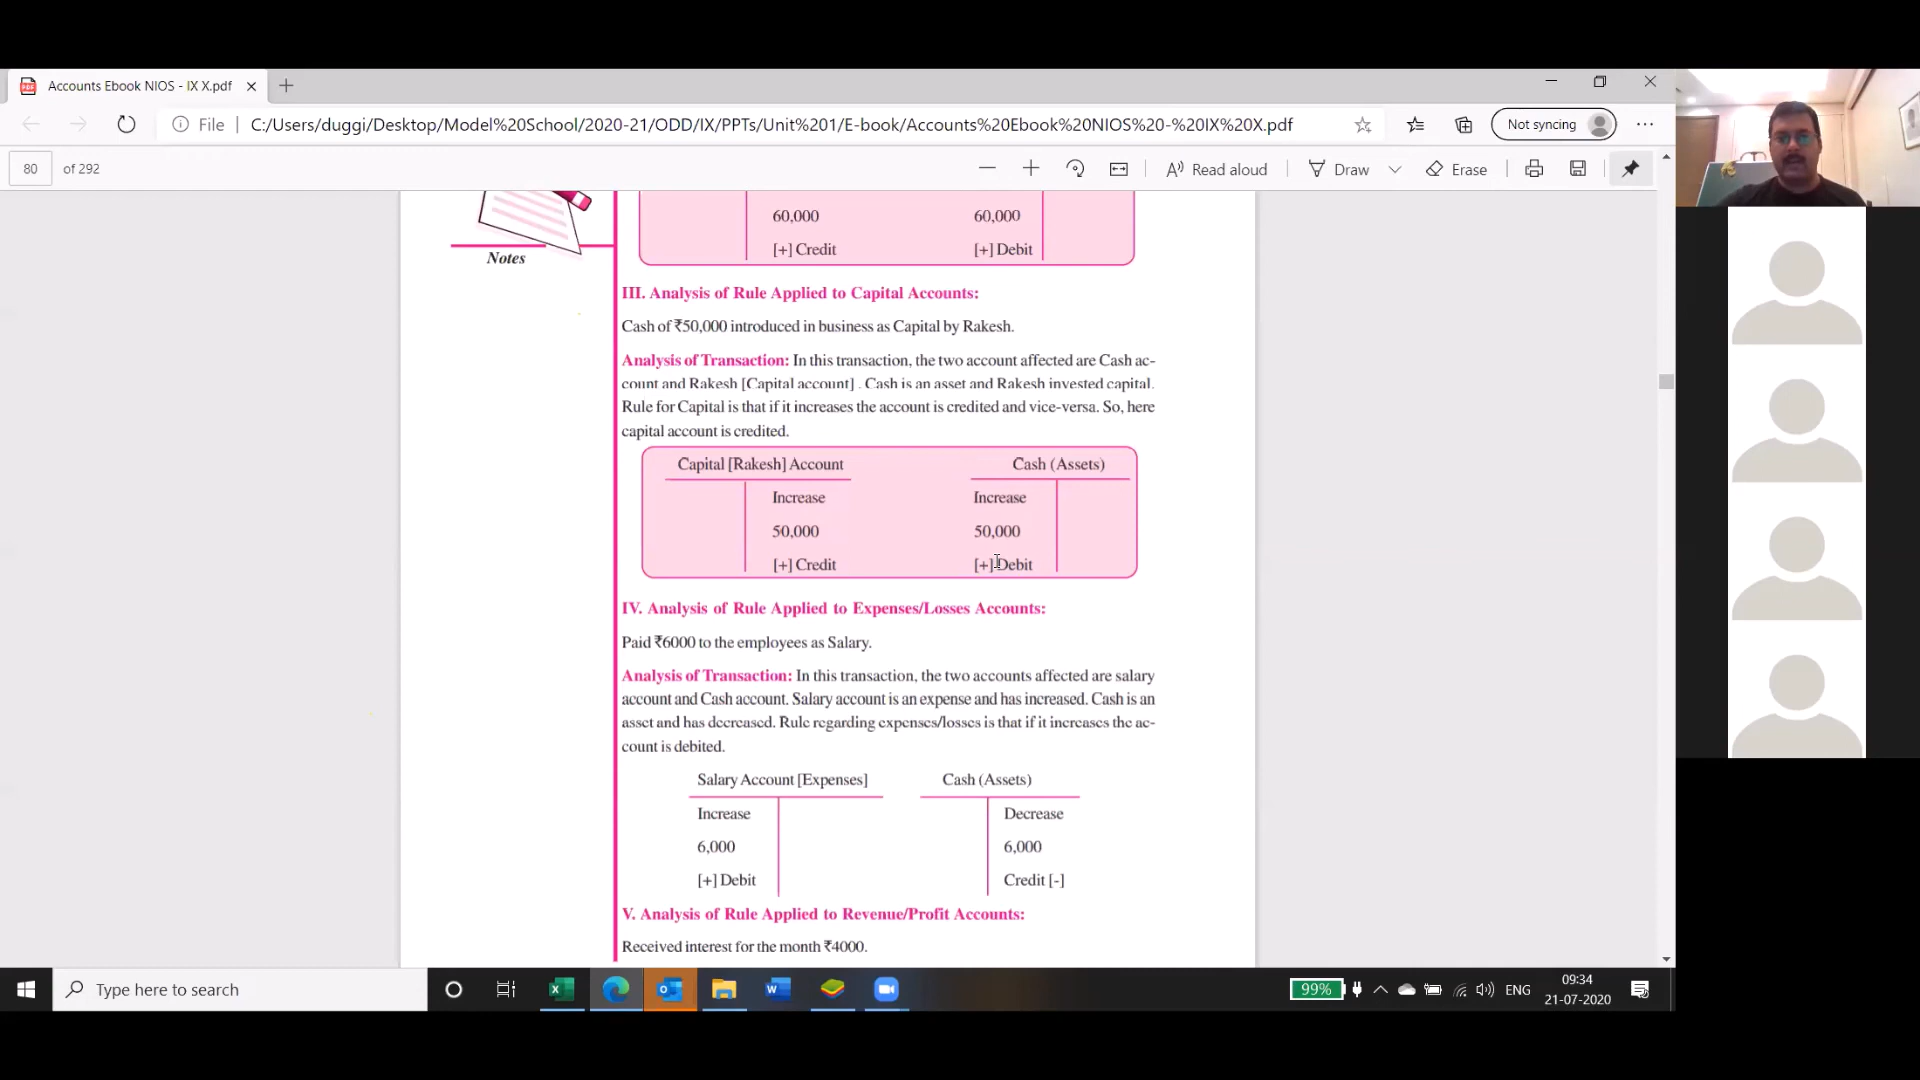 Accounts Ebook NIOS - IX X.pdf
File
C:/Users/duggi/Desktop/Model%20School/2020-21/ODD/IX/PPTs/Unit%201/E-book/Accounts%20Ebook%20NIOS%20-%20IX%20X.pdf
Not syncing
80 of 292
Read aloud
Draw
Erase
60,000 60,000
[+] Credit [+] Debit
Notes
III. Analysis of Rule Applied to Capital Accounts:
Cash of ₹50,000 introduced in business as Capital by Rakesh.
Analysis of Transaction: In this transaction, the two account affected are Cash ac-
count and Rakesh [Capital account] . Cash is an asset and Rakesh invested capital.
Rule for Capital is that if it increases the account is credited and vice-versa. So, here
capital account is credited.
Capital [Rakesh] Account Cash (Assets)
Increase Increase
50,000 50,000
[+] Credit [+] Debit
IV. Analysis of Rule Applied to Expenses/Losses Accounts:
Paid ₹6000 to the employees as Salary.
Analysis of Transaction: In this transaction, the two accounts affected are salary
account and Cash account. Salary account is an expense and has increased. Cash is an
asset and has decreased. Rule regarding expenses/losses is that if it increases the ac-
count is debited.
Salary Account [Expenses] Cash (Assets)
Increase Decrease
6,000 6,000
[+] Debit Credit [-]
V. Analysis of Rule Applied to Revenue/Profit Accounts:
Received interest for the month ₹4000.
Type here to search
99%
ENG
09:34
21-07-2020